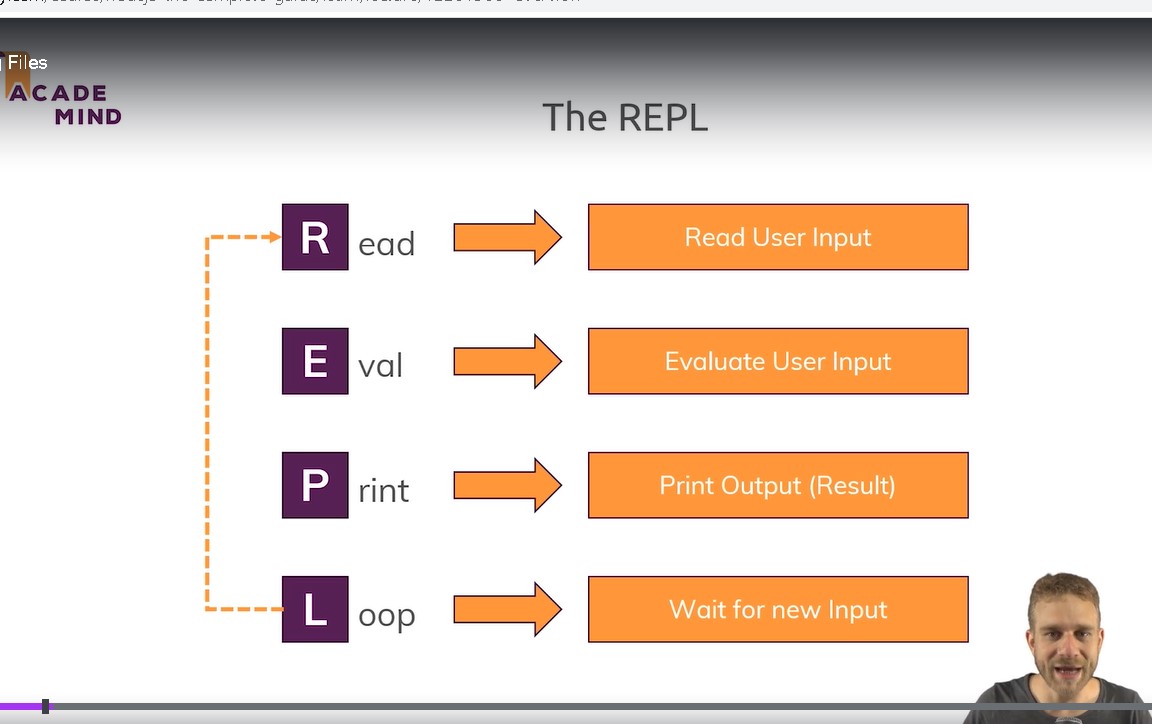 Files
ACADE
MIND
The REPL
R ead
Read User Input
E val
Evaluate User Input
P rint
Print Output (Result)
L oop
Wait for new Input